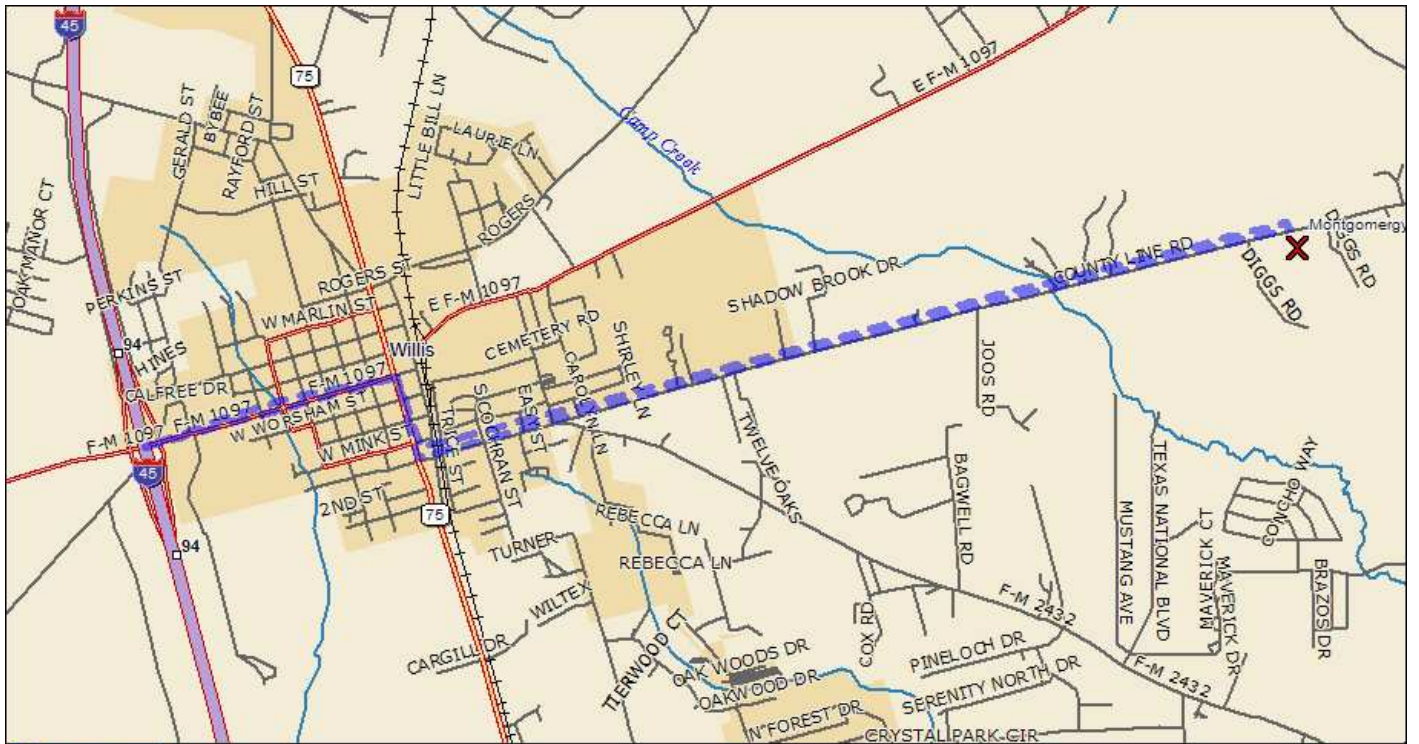 45
75
E F-M 1097
GERALD ST
BYBEE
RAYFORD ST
LITTLE BILL LN
LAURIE LN
Camp Creek
HILL ST
OAK MANOR CT
ROGERS
Montgomergy
DIGGS RD
DIGGS RD
COUNTY LINE RD
PERKINS ST
ROGERS ST
W MARLIN ST
E F-M 1097
SHADOW BROOK DR
94
HINES
Willis
CEMETERY RD
SHIRLEY LN
CALFREE DR
F-M 1097
F-M 1097
F-M 1097
W WORSHAM ST
CAROLYN LN
EASY ST
S COCHRAN ST
TRICE ST
JOOS RD
TWELVE OAKS
W MINK ST
45
2ND ST
75
94
BAGWELL RD
MUSTANG AVE
TEXAS NATIONAL BLVD
CONCHO WAY
MAVERICK CT
MAVERICK DR
BRAZOS DR
REBECCA LN
TURNER
REBECCA LN
WILTEX
F-M 2432
COX RD
CARGILL DR
TIERWOOD CT
OAK WOODS DR
OAKWOOD DR
PINELOCH DR
F-M 2432
SERENITY NORTH DR
N FOREST DR
CRYSTAL PARK CIR